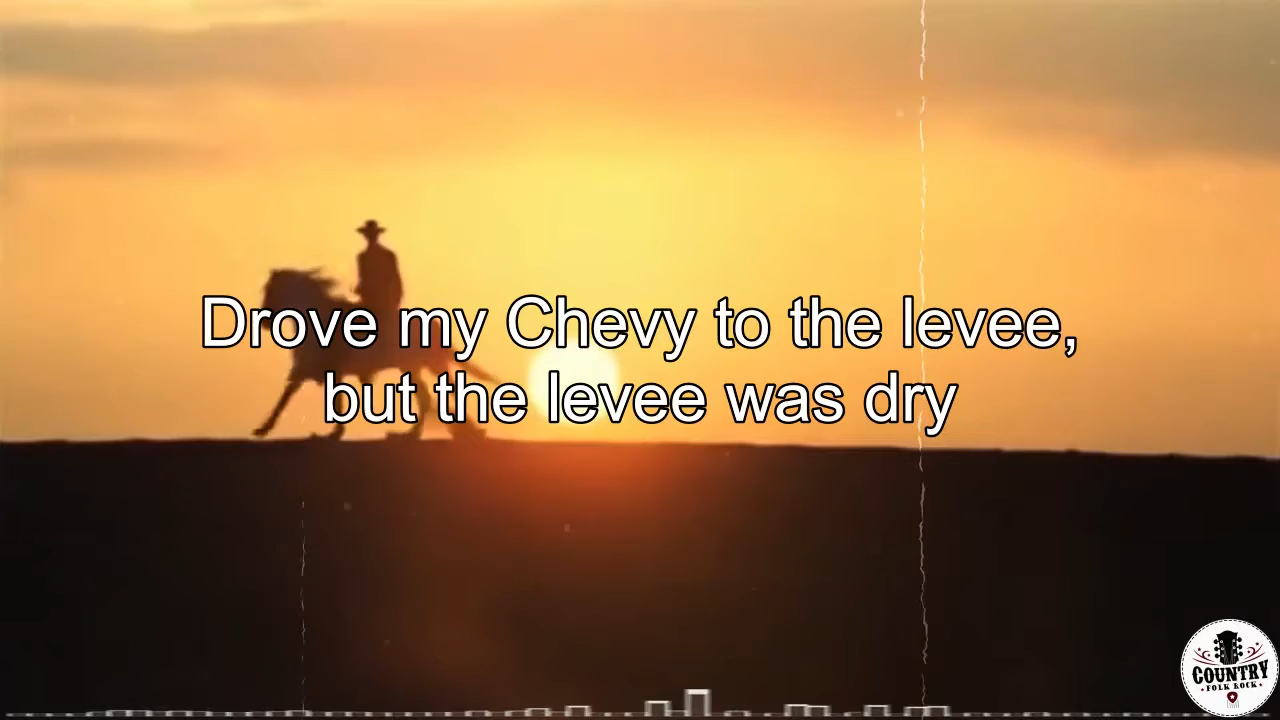 Drove my Chevy to the levee,
but the levee was dry
COUNTRY
FOLK ROCK